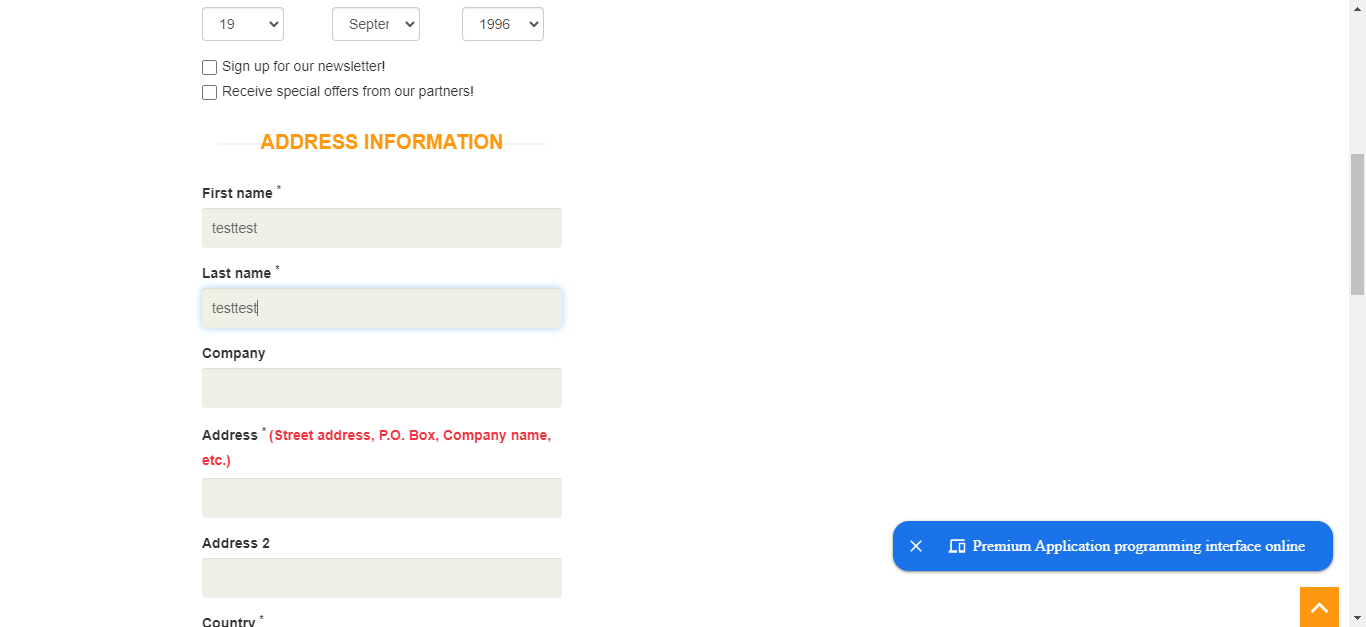 19 Septer 1996
Sign up for our newsletter!
Receive special offers from our partners!
ADDRESS INFORMATION
First name *
testtest
Last name *
testtest
Company
Address * (Street address, P.O. Box, Company name,
etc.)
Address 2
Premium Application programming interface online
Country *